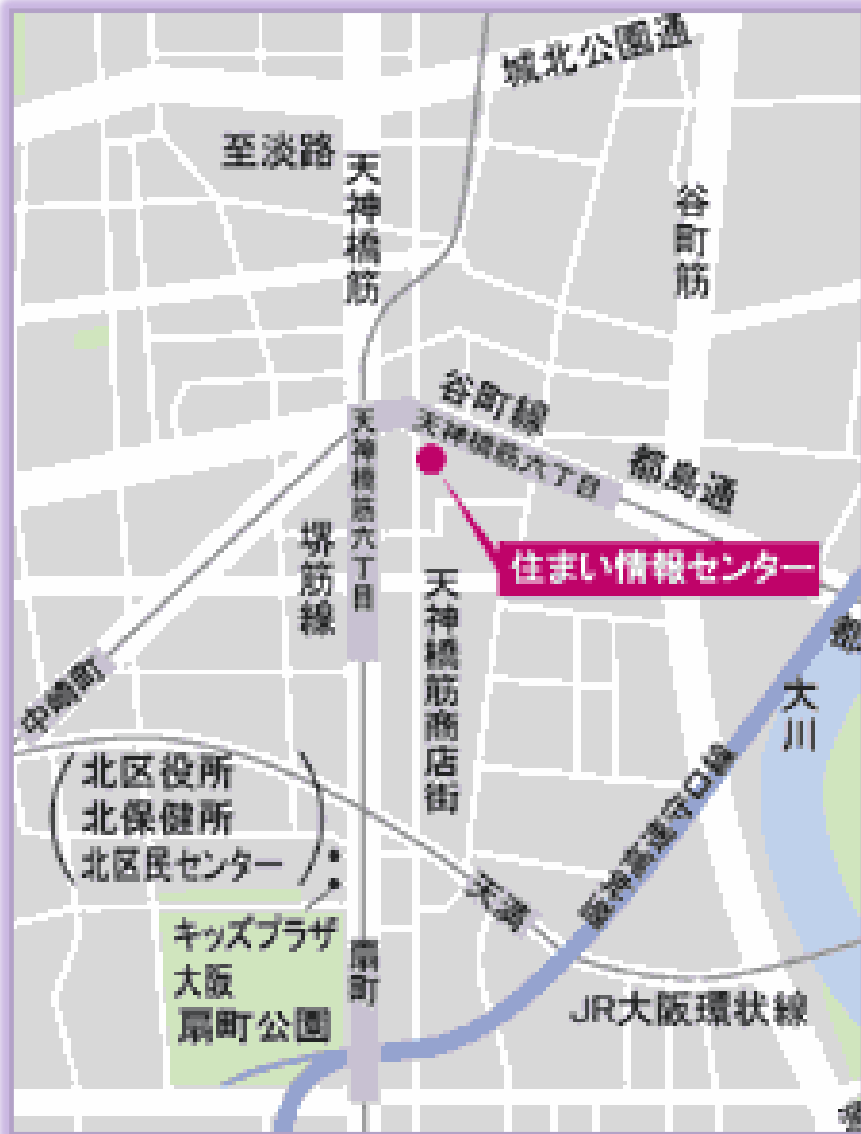 城北公園通
至淡路
天神橋筋
谷町筋
谷町線
天神橋筋六丁目
天神橋筋六丁目
都島通
堺筋線
住まい情報センター
天神橋筋商店街
中崎町
大川
北区役所
北保健所
北区民センター
阪神高速守口線
天満
キッズプラザ
大阪
扇町公園
扇町
JR大阪環状線